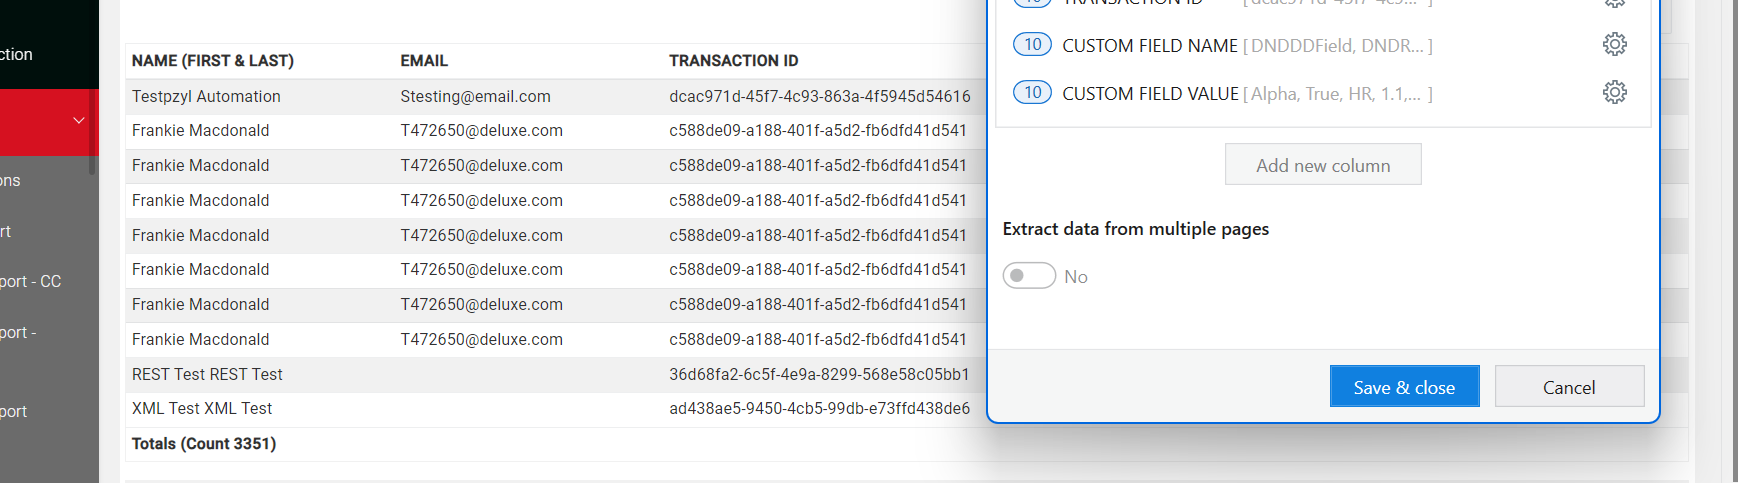 ction
ons
rt
port - CC
port -
port
NAME (FIRST & LAST) EMAIL TRANSACTION ID
Testpzyl Automation Stesting@email.com dcac971d-45f7-4c93-863a-4f5945d54616
Frankie Macdonald T472650@deluxe.com c588de09-a188-401f-a5d2-fb6dfd41d541
Frankie Macdonald T472650@deluxe.com c588de09-a188-401f-a5d2-fb6dfd41d541
Frankie Macdonald T472650@deluxe.com c588de09-a188-401f-a5d2-fb6dfd41d541
Frankie Macdonald T472650@deluxe.com c588de09-a188-401f-a5d2-fb6dfd41d541
Frankie Macdonald T472650@deluxe.com c588de09-a188-401f-a5d2-fb6dfd41d541
Frankie Macdonald T472650@deluxe.com c588de09-a188-401f-a5d2-fb6dfd41d541
Frankie Macdonald T472650@deluxe.com c588de09-a188-401f-a5d2-fb6dfd41d541
REST Test REST Test 36d68fa2-6c5f-4e9a-8299-568e58c05bb1
XML Test XML Test ad438ae5-9450-4cb5-99db-e73ffd438de6
Totals (Count 3351)
10 TRANSACTION ID [ dcac971d-45f7-4c9... ]
10 CUSTOM FIELD NAME [ DNDDDField, DNDR... ]
10 CUSTOM FIELD VALUE [ Alpha, True, HR, 1.1,... ]
Add new column
Extract data from multiple pages
No
Save & close Cancel